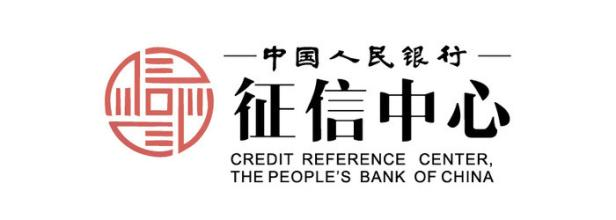 中国人民银行
征信中心
CREDIT REFERENCE CENTER,
THE PEOPLE'S BANK OF CHINA